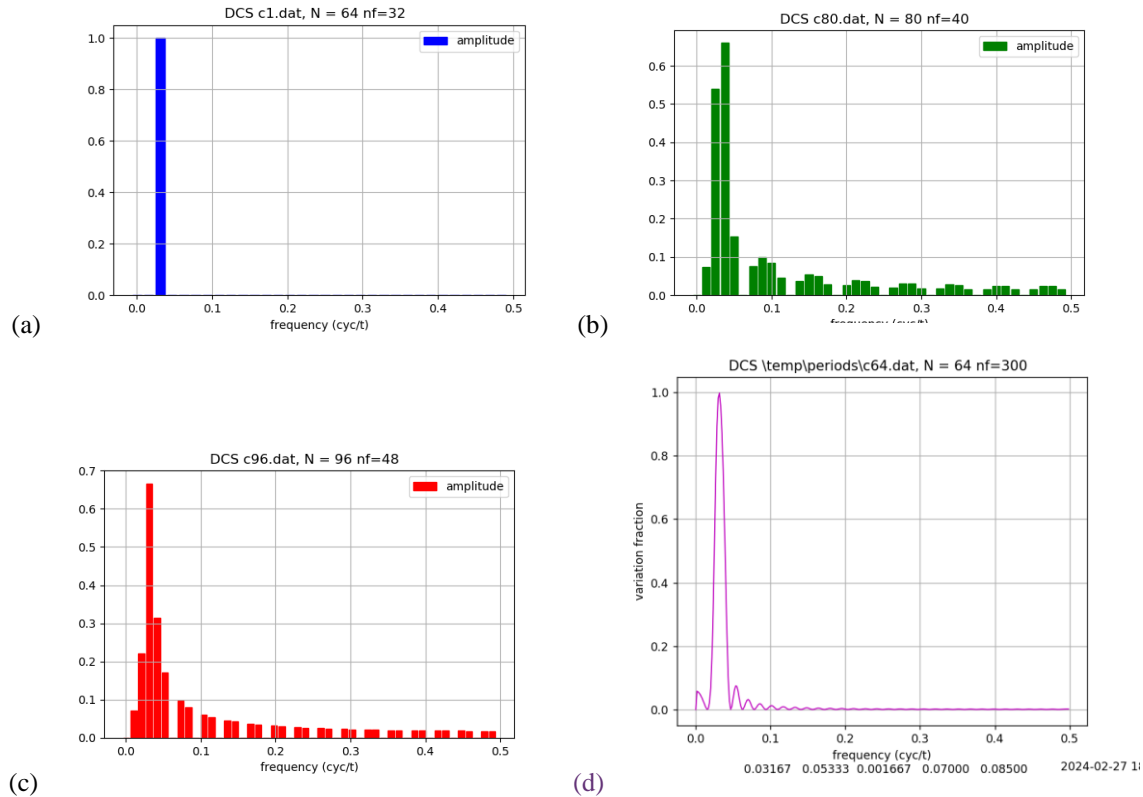 DCS c1.dat, N = 64 nf=32
amplitude
1.0
0.8
0.6
0.4
0.2
0.0
0.0 0.1 0.2 0.3 0.4 0.5
frequency (cyc/t)
(a)
DCS c80.dat, N = 80 nf=40
amplitude
0.6
0.5
0.4
0.3
0.2
0.1
0.0
0.0 0.1 0.2 0.3 0.4 0.5
frequency (cyc/t)
(b)
DCS c96.dat, N = 96 nf=48
amplitude
0.7
0.6
0.5
0.4
0.3
0.2
0.1
0.0
0.0 0.1 0.2 0.3 0.4 0.5
frequency (cyc/t)
(c)
DCS \temp\periods\c64.dat, N = 64 nf=300
variation fraction
1.0
0.8
0.6
0.4
0.2
0.0
0.0 0.1 0.2 0.3 0.4 0.5
frequency (cyc/t)
0.03167 0.05333 0.001667 0.07000 0.08500 2024-02-27
(d)